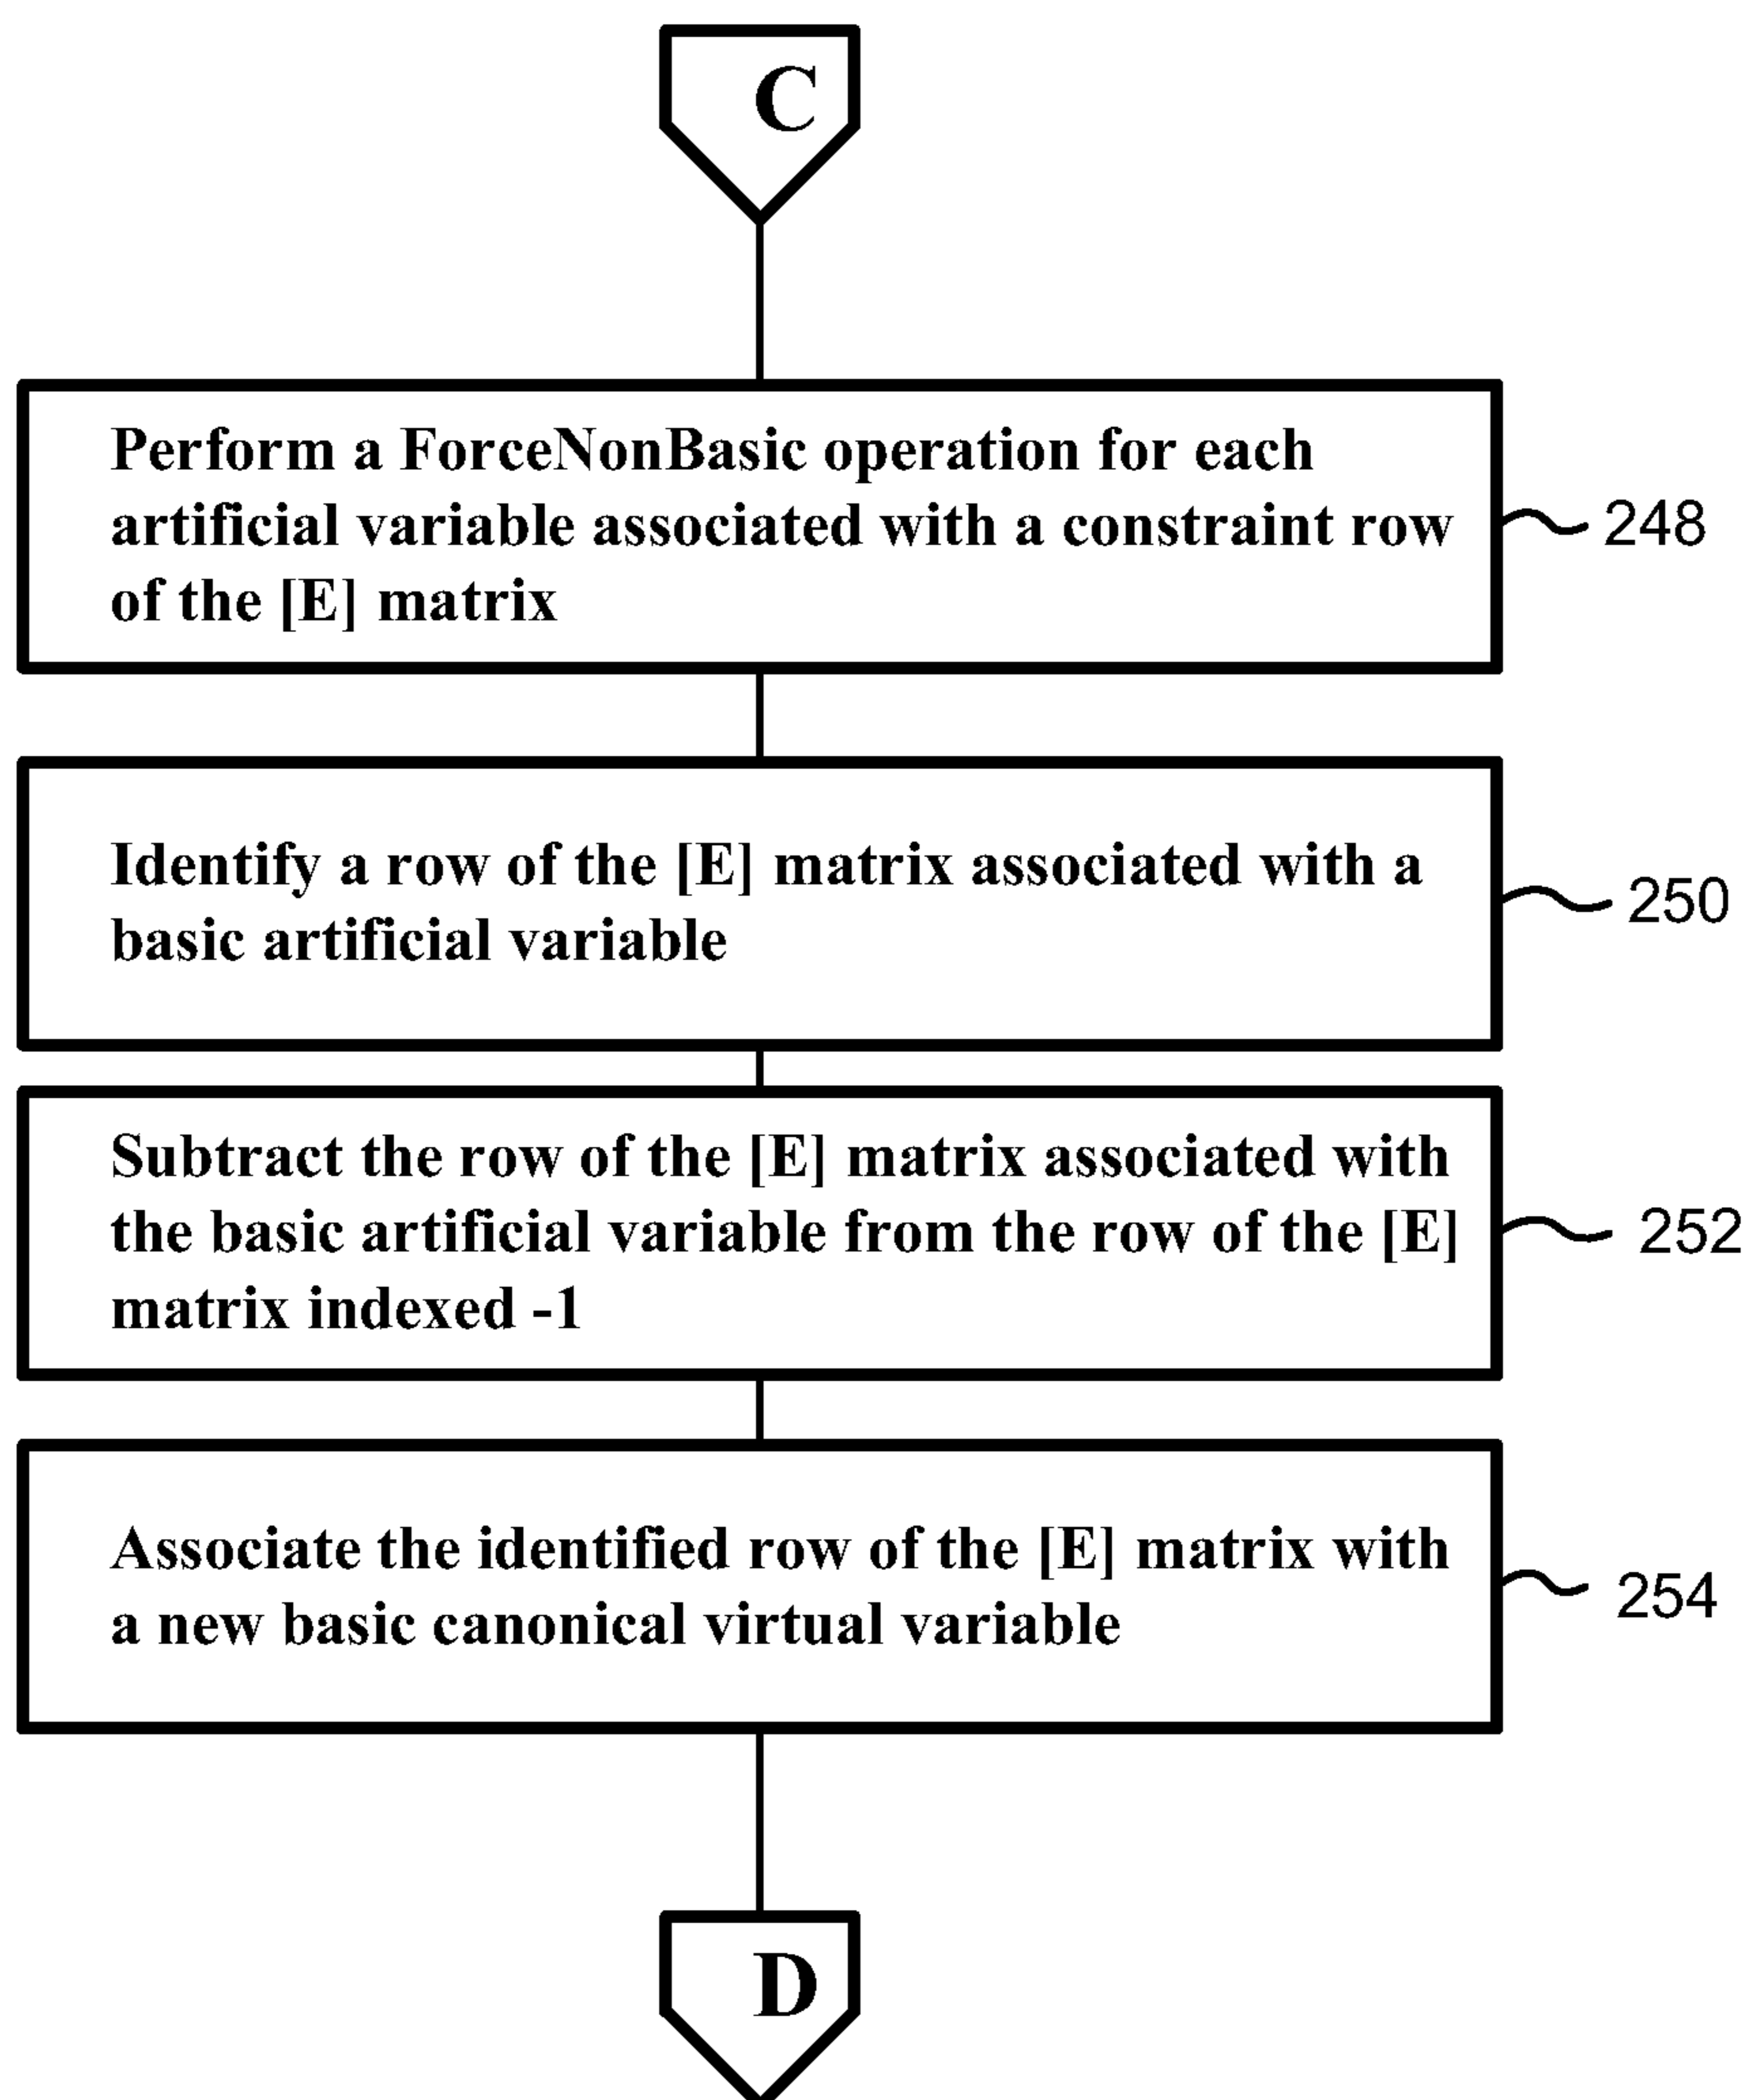 C
Perform a ForceNonBasic operation for each
artificial variable associated with a constraint row
of the [E] matrix
248
Identify a row of the [E] matrix associated with a
basic artificial variable
250
Subtract the row of the [E] matrix associated with
the basic artificial variable from the row of the [E]
matrix indexed -1
252
Associate the identified row of the [E] matrix with
a new basic canonical virtual variable
254
D